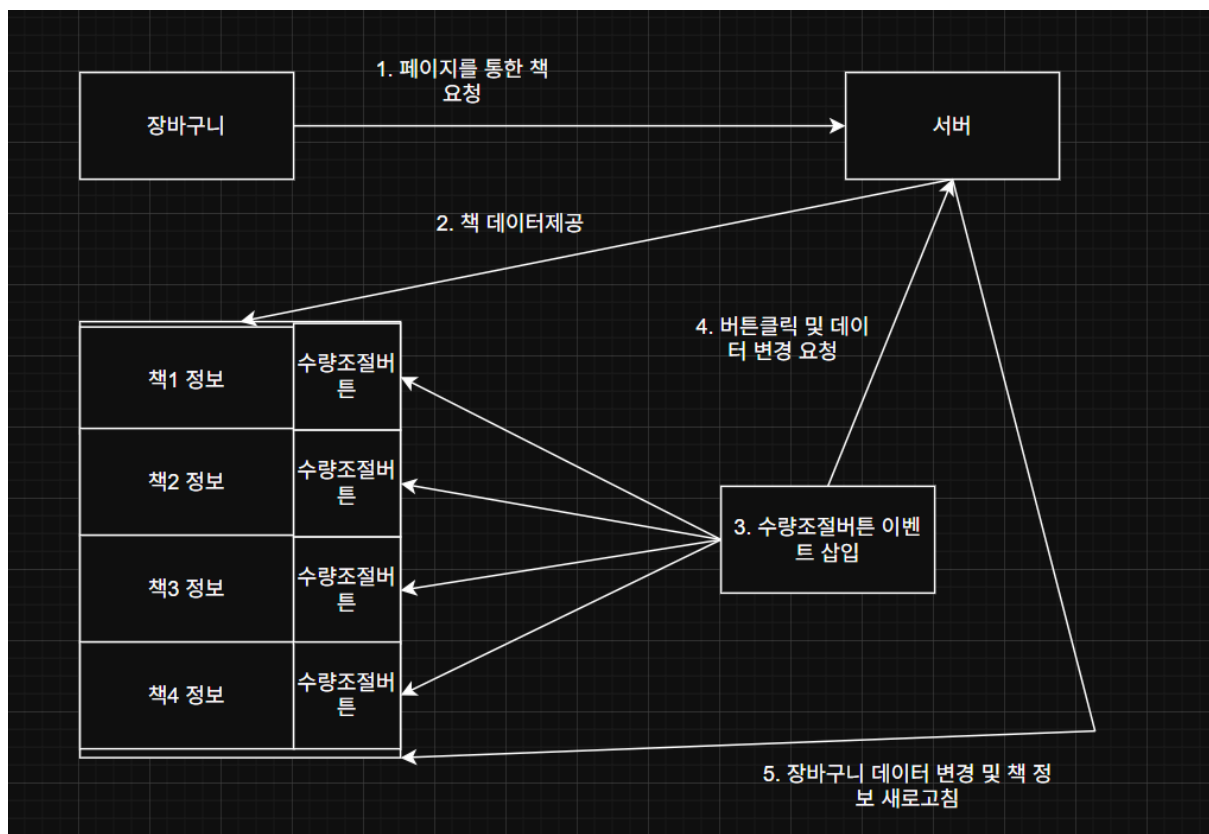 1. 페이지를 통한 책
요청
장바구니
서버
2. 책 데이터제공
4. 버튼클릭 및 데이
터 변경 요청
책1 정보
수량조절버
튼
책2 정보
수량조절버
튼
3. 수량조절버튼 이벤
트 삽입
책3 정보
수량조절버
튼
책4 정보
수량조절버
튼
5. 장바구니 데이터 변경 및 책 정
보 새로고침